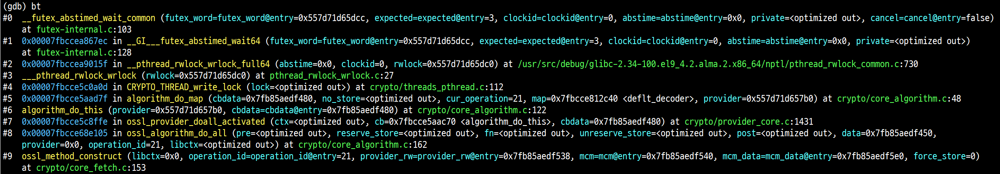 (gdb) bt
#0  __futex_abstimed_wait_common (futex_word=futex_word@entry=0x557d71d65dcc, expected=expected@entry=3, clockid=clockid@entry=0, abstime=abstime@entry=0x0, private=<optimized out>, cancel=cancel@entry=false)
    at futex-internal.c:103
#1  0x00007fbccea867ec in __GI___futex_abstimed_wait64 (futex_word=futex_word@entry=0x557d71d65dcc, expected=expected@entry=3, clockid=clockid@entry=0, abstime=abstime@entry=0x0, private=<optimized out>)
    at futex-internal.c:128
#2  0x00007fbccea9015f in __pthread_rwlock_wrlock_full64 (abstime=0x0, clockid=0, rwlock=0x557d71d65dc0) at /usr/src/debug/glibc-2.34-100.el9_4.2.alma.2.x86_64/nptl/pthread_rwlock_common.c:730
#3  ___pthread_rwlock_wrlock (rwlock=0x557d71d65dc0) at pthread_rwlock_wrlock.c:27
#4  0x00007fbcce5c0a0d in CRYPTO_THREAD_write_lock (lock=<optimized out>) at crypto/threads_pthread.c:112
#5  0x00007fbcce5aad7f in algorithm_do_map (cbdata=0x7fb85aedf480, no_store=<optimized out>, cur_operation=21, map=0x7fbcce812c40 <deflt_decoder>, provider=0x557d71d657b0) at crypto/core_algorithm.c:48
#6  algorithm_do_this (provider=0x557d71d657b0, cbdata=cbdata@entry=0x7fb85aedf480) at crypto/core_algorithm.c:122
#7  0x00007fbcce5c8ffe in ossl_provider_doall_activated (ctx=<optimized out>, cb=0x7fbcce5aac70 <algorithm_do_this>, cbdata=0x7fb85aedf480) at crypto/provider_core.c:1431
#8  0x00007fbcce68e105 in ossl_algorithm_do_all (pre=<optimized out>, reserve_store=<optimized out>, fn=<optimized out>, unreserve_store=<optimized out>, post=<optimized out>, data=0x7fb85aedf450,
    provider=0x0, operation_id=21, libctx=<optimized out>) at crypto/core_algorithm.c:162
#9  ossl_method_construct (libctx=0x0, operation_id=operation_id@entry=21, provider_rw=provider_rw@entry=0x7fb85aedf538, mcm=mcm@entry=0x7fb85aedf540, mcm_data=mcm_data@entry=0x7fb85aedf5e0, force_store=0)
    at crypto/core_fetch.c:153